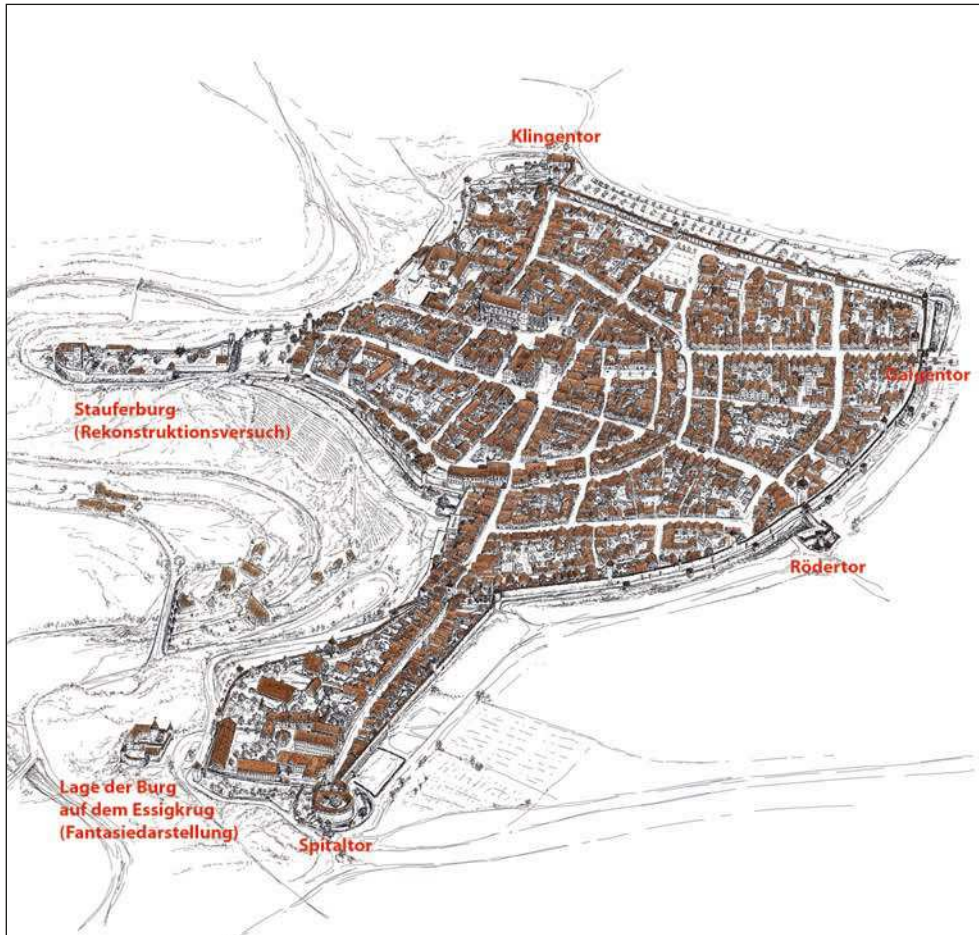 Klingentor
Galgentor
Stauferburg
(Rekonstruktionsversuch)
Rödertor
Lage der Burg
auf dem Essigkrug
(Fantasiedarstellung)
Spitaltor